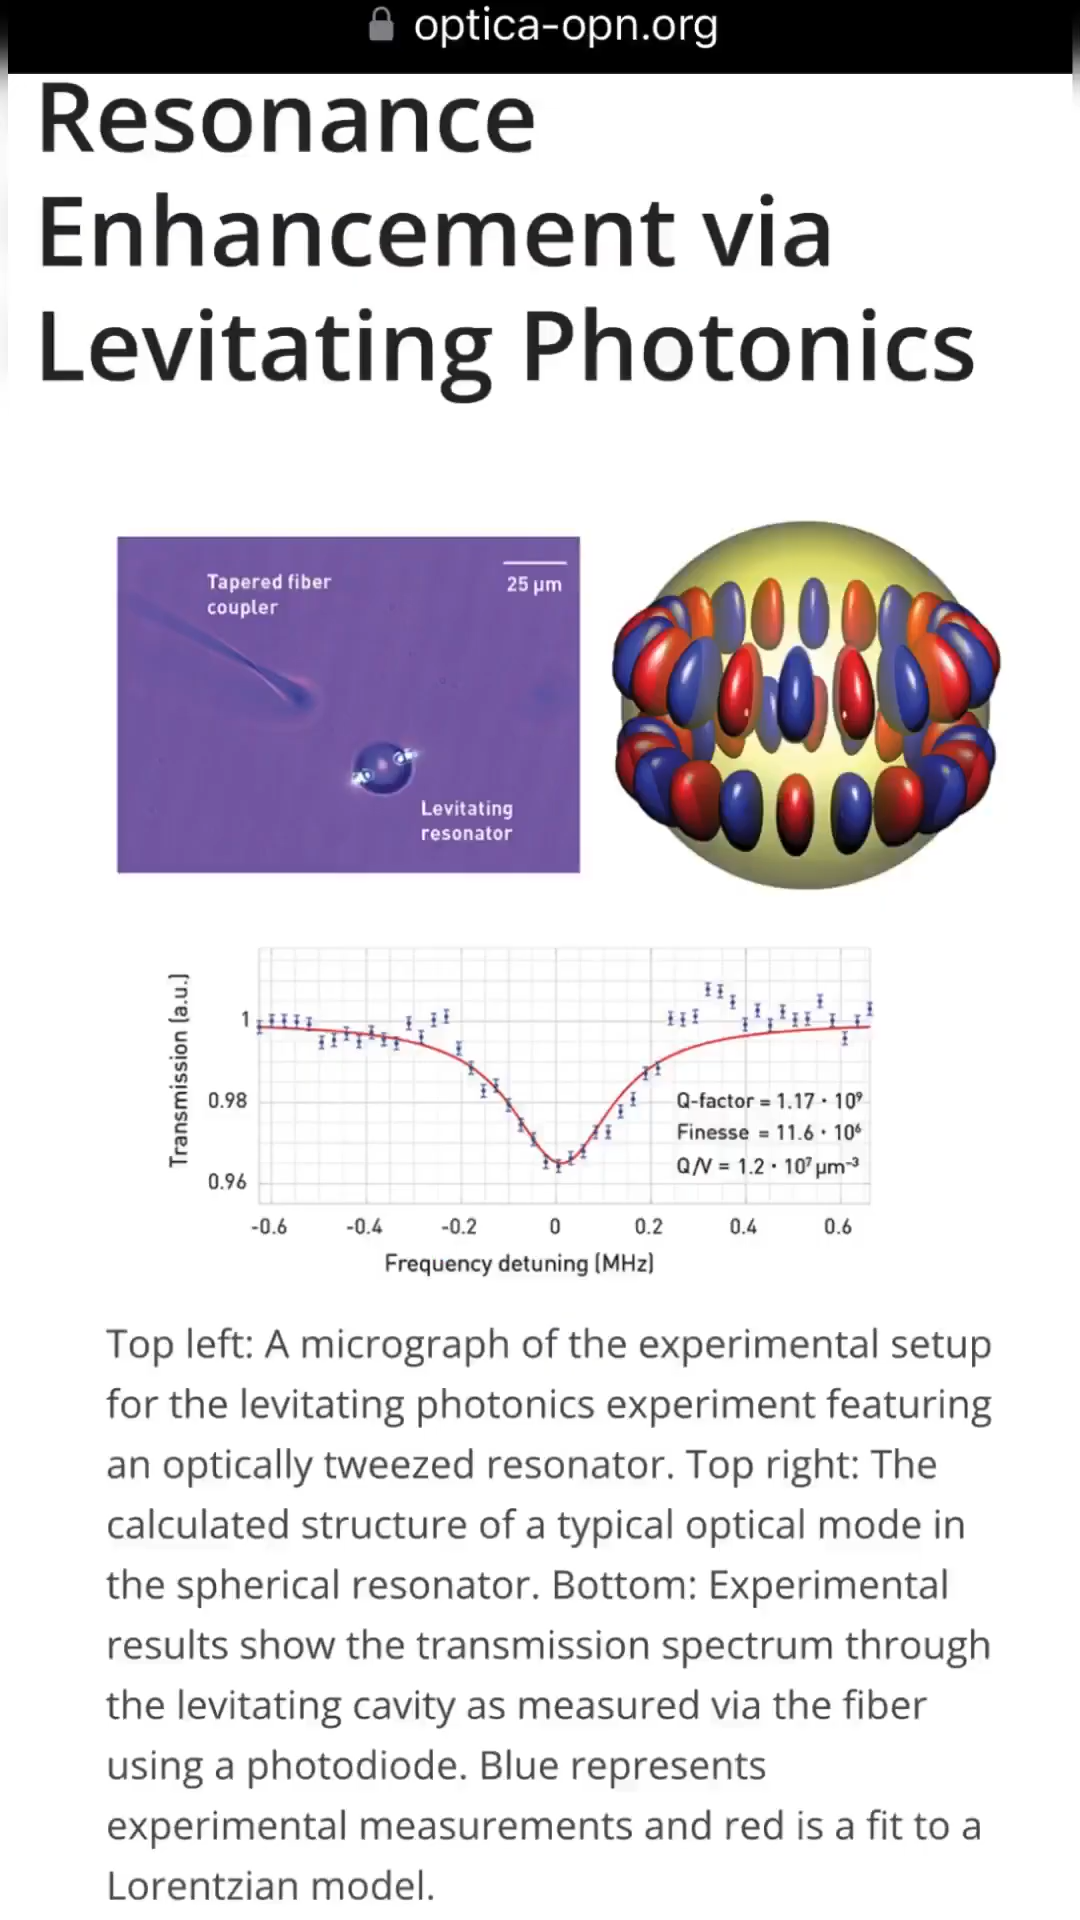 optica-opn.org
Resonance
Enhancement via
Levitating Photonics
Tapered fiber
coupler
25 µm
Levitating
resonator
Transmission (a.u.)
1
0.98
0.96
Q-factor = 1.17 · 10⁹
Finesse = 11.6 · 10⁶
Q/V = 1.2 · 10⁷ µm⁻³
-0.6 -0.4 -0.2 0 0.2 0.4 0.6
Frequency detuning (MHz)
Top left: A micrograph of the experimental setup
for the levitating photonics experiment featuring
an optically tweezed resonator. Top right: The
calculated structure of a typical optical mode in
the spherical resonator. Bottom: Experimental
results show the transmission spectrum through
the levitating cavity as measured via the fiber
using a photodiode. Blue represents
experimental measurements and red is a fit to a
Lorentzian model.